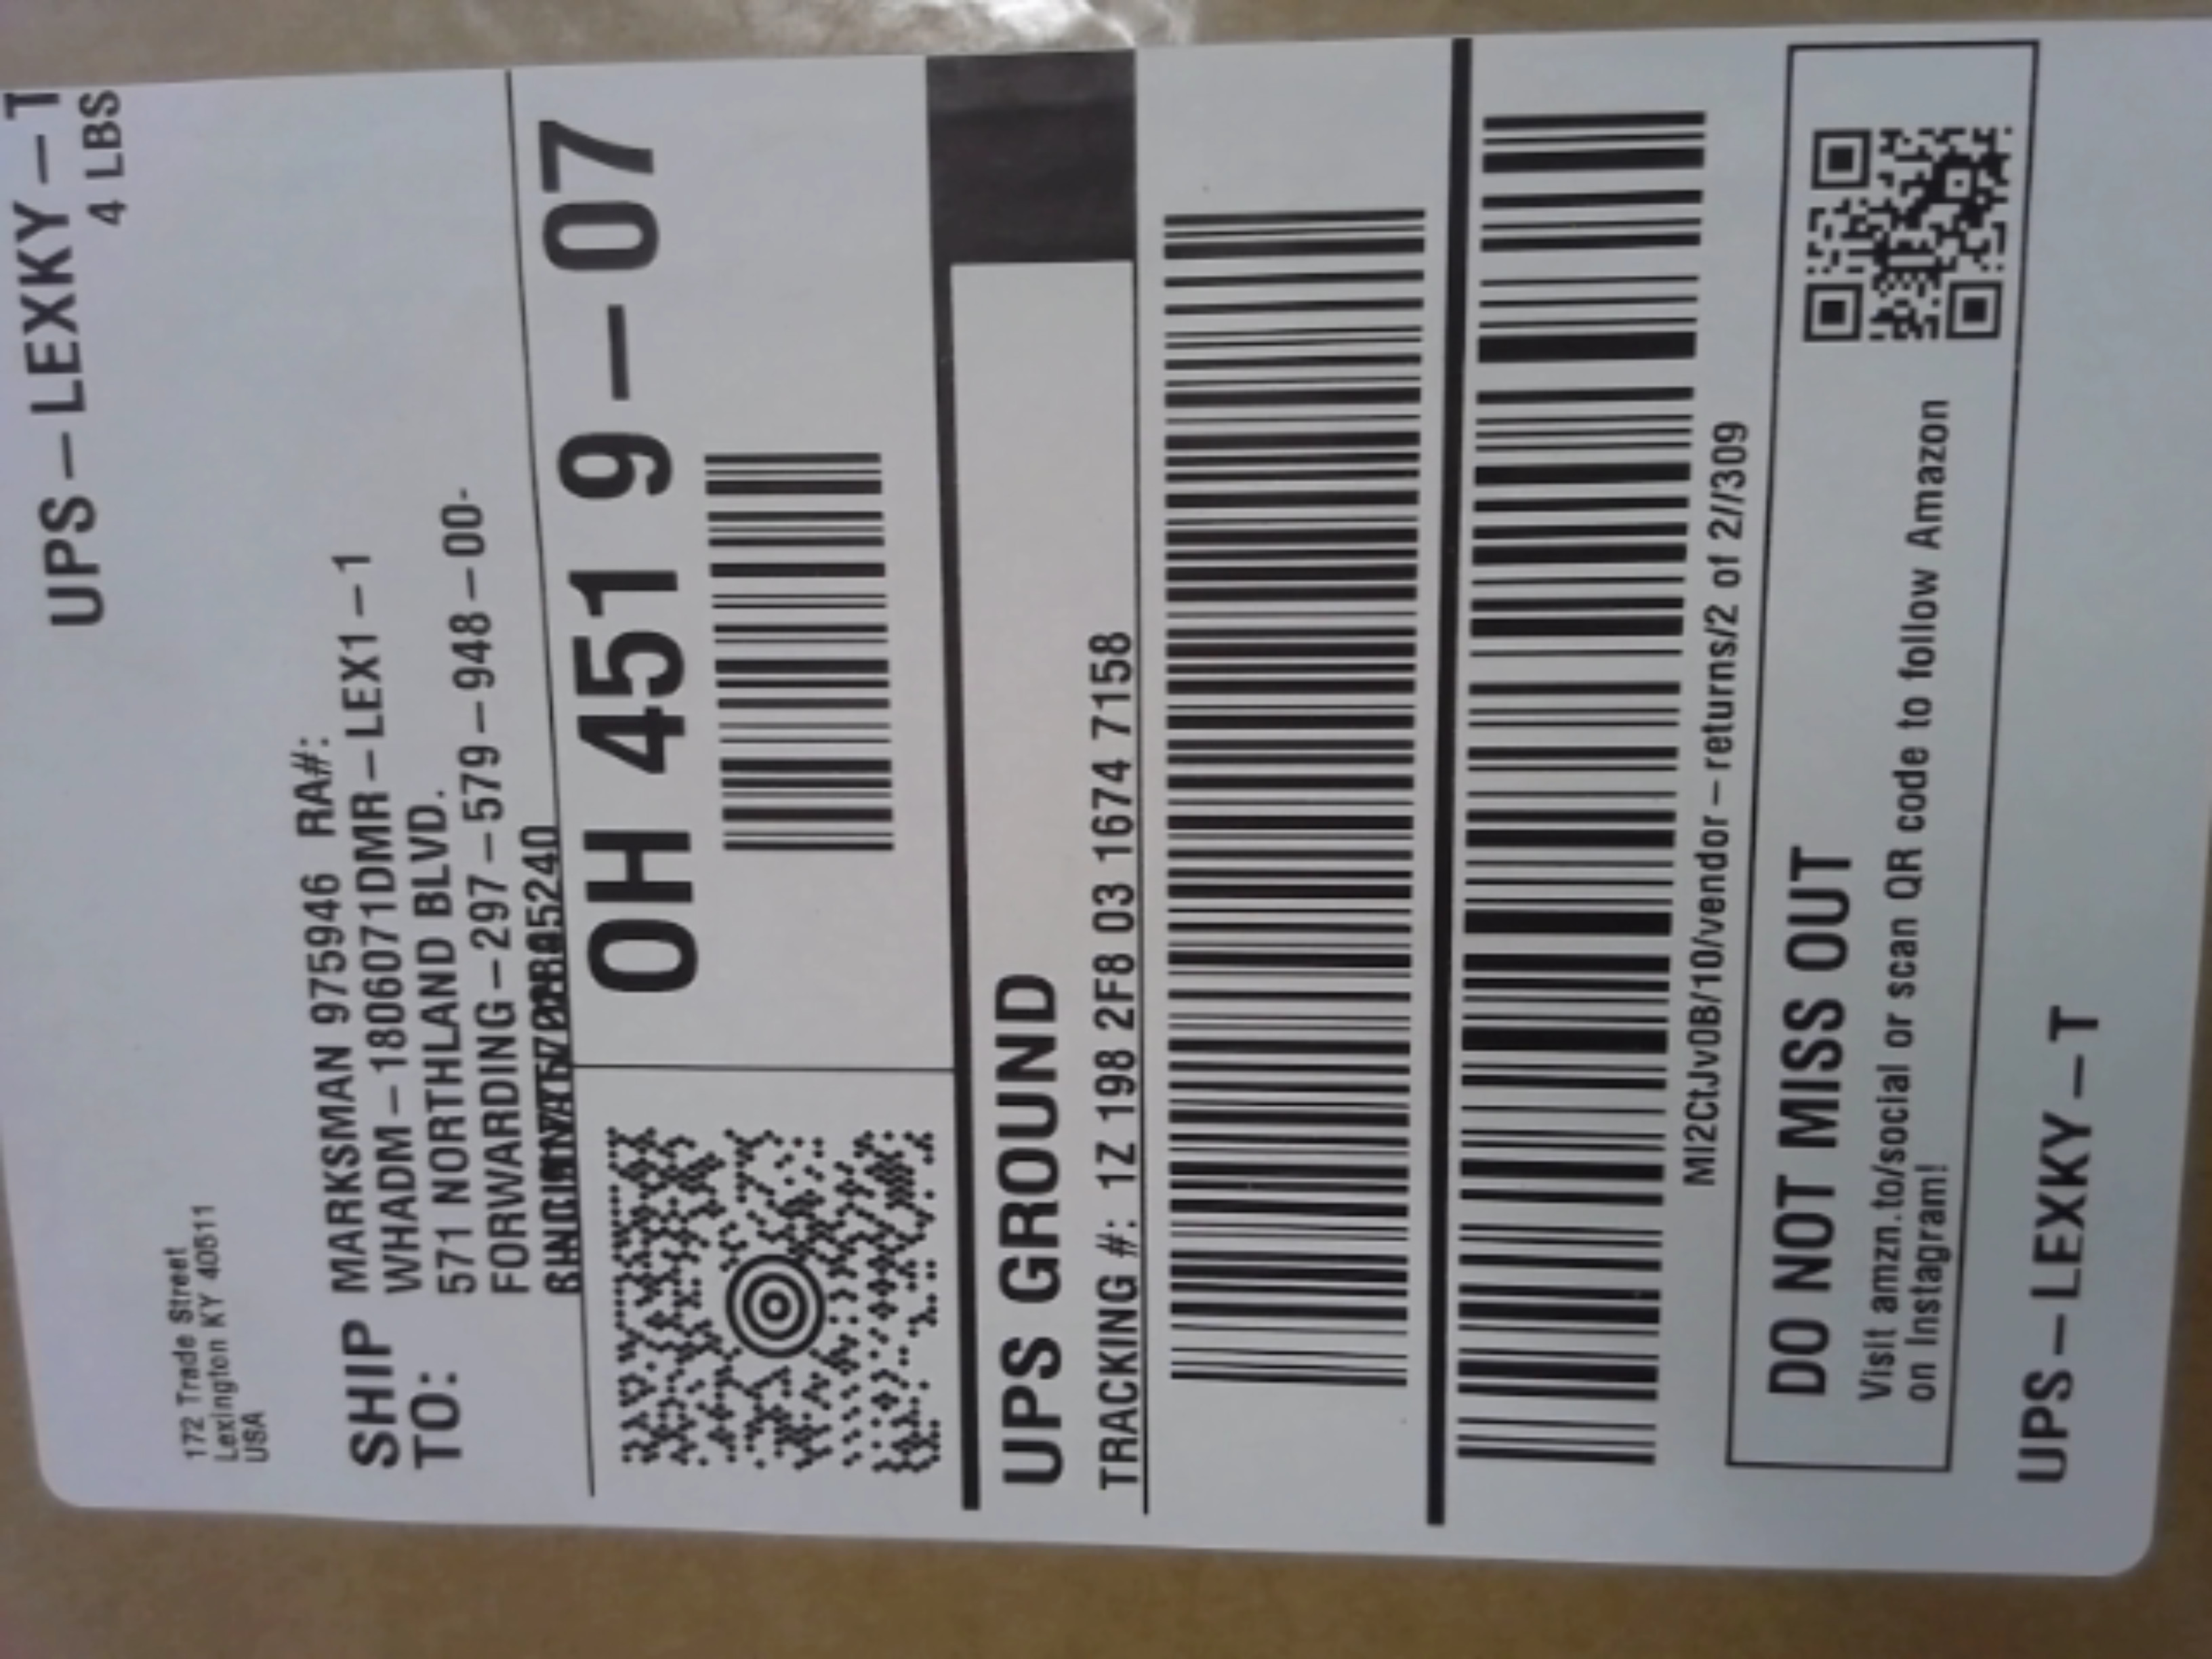 UPS-LEXKY-T
4 LBS
172 Trade Street
Lexington KY 40511
USA
SHIP TO:
MARKSMAN 975946 RA#:
WHADM-1806071DMR-LEX1-1
571 NORTHLAND BLVD.
FORWARDING-297-579-948-00-
OH 451 9-07
UPS GROUND
TRACKING #: 1Z 198 2F8 03 1674 7158
MI2CtJv0B/10/vendor-returns/2 of 2//309
DO NOT MISS OUT
Visit amzn.to/social or scan QR code to follow Amazon
on Instagram!
UPS-LEXKY-T